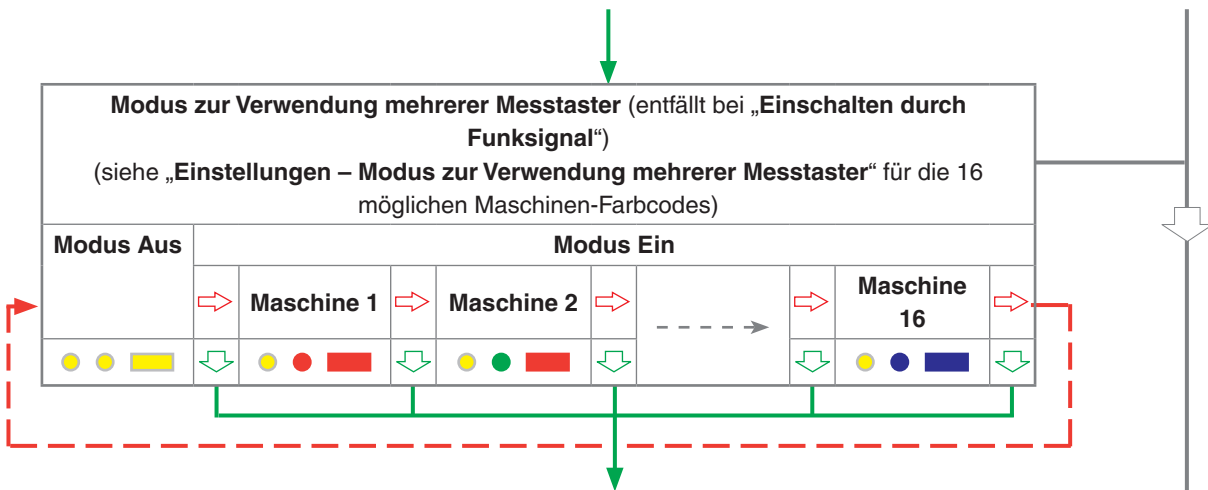 Modus zur Verwendung mehrerer Messtaster (entfällt bei „Einschalten durch
Funksignal“)
(siehe „Einstellungen – Modus zur Verwendung mehrerer Messtaster“ für die 16
möglichen Maschinen-Farbcodes)
Modus Aus
Modus Ein
Maschine 1
Maschine 2
Maschine
16